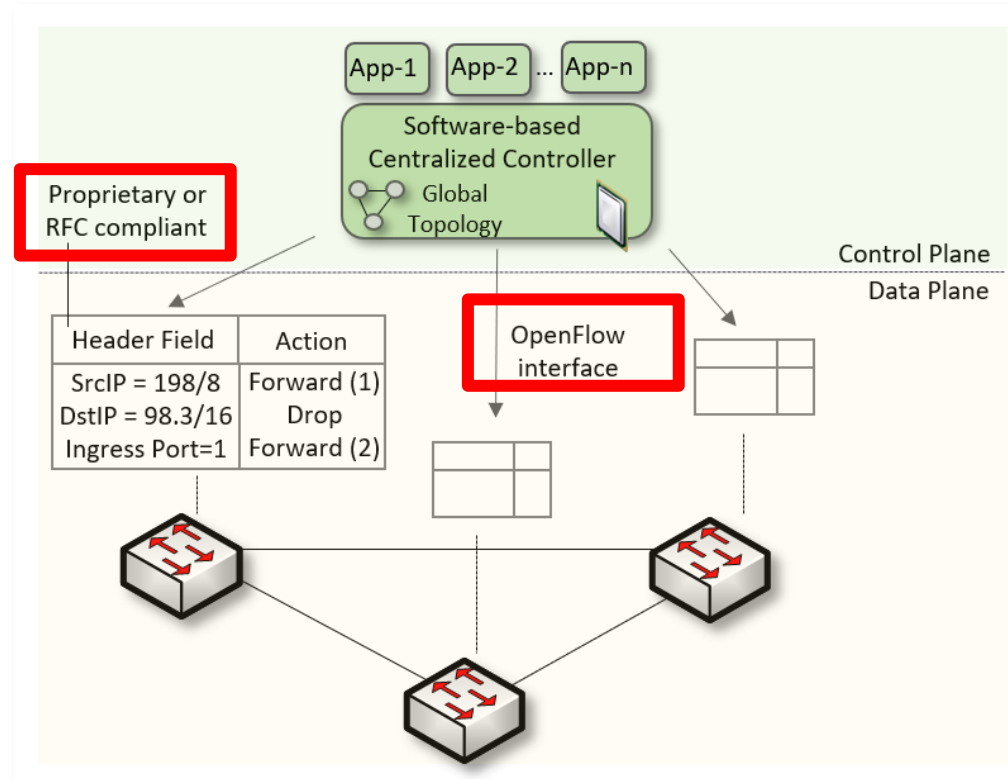 App-1 App-2 ... App-n
Software-based
Centralized Controller
Global
Topology
Proprietary or
RFC compliant
Control Plane
Data Plane
Header Field Action
SrcIP = 198/8 Forward (1)
DstIP = 98.3/16 Drop
Ingress Port=1 Forward (2)
OpenFlow
interface